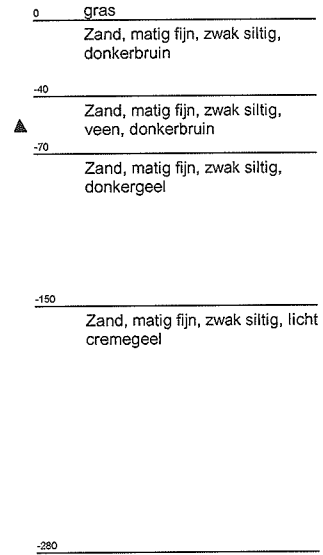 0 gras
Zand, matig fijn, zwak siltig,
donkerbruin
-40
Zand, matig fijn, zwak siltig,
veen, donkerbruin
-70
Zand, matig fijn, zwak siltig,
donkergeel
-150
Zand, matig fijn, zwak siltig, licht
cremegeel
-280